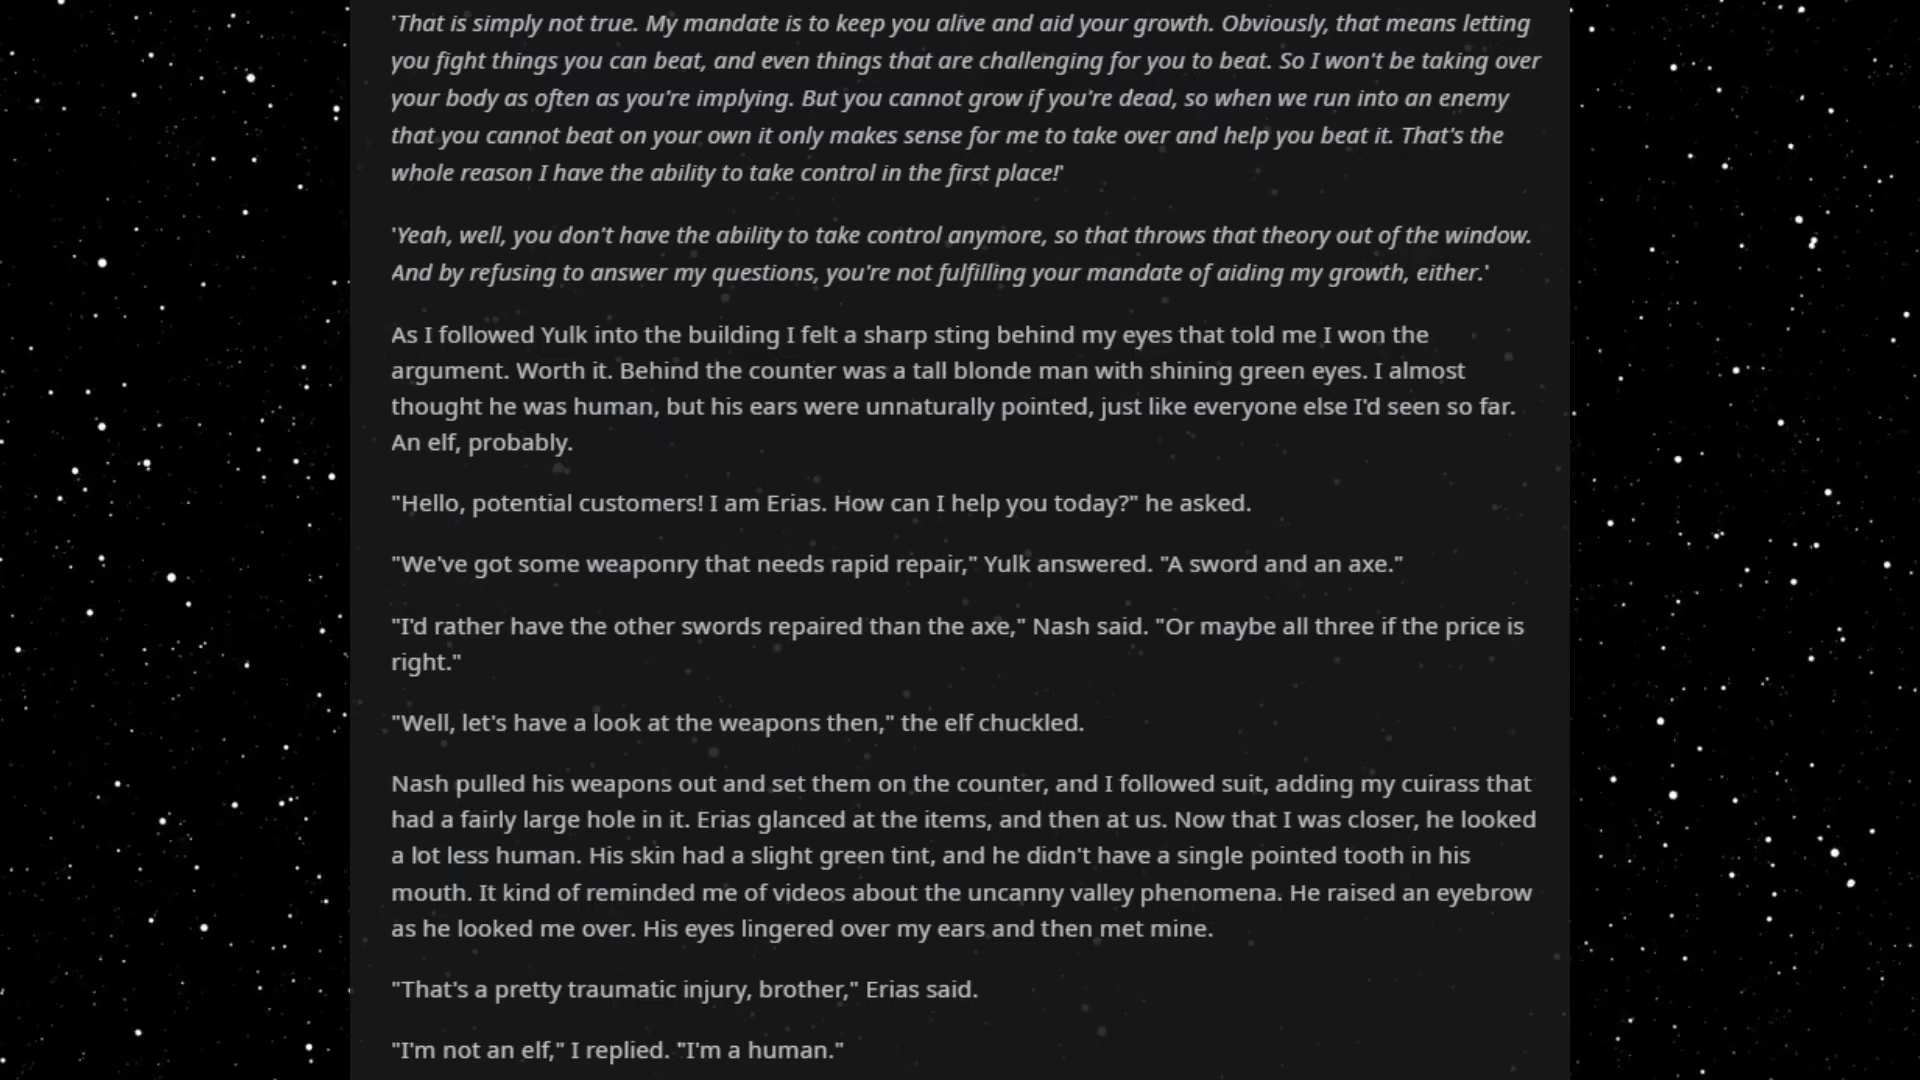 'That is simply not true. My mandate is to keep you alive and aid your growth. Obviously, that means letting
you fight things you can beat, and even things that are challenging for you to beat. So I won't be taking over
your body as often as you're implying. But you cannot grow if you're dead, so when we run into an enemy
that you cannot beat on your own it only makes sense for me to take over and help you beat it. That's the
whole reason I have the ability to take control in the first place!'
'Yeah, well, you don't have the ability to take control anymore, so that throws that theory out of the window.
And by refusing to answer my questions, you're not fulfilling your mandate of aiding my growth, either.'
As I followed Yulk into the building I felt a sharp sting behind my eyes that told me I won the
argument. Worth it. Behind the counter was a tall blonde man with shining green eyes. I almost
thought he was human, but his ears were unnaturally pointed, just like everyone else I'd seen so far.
An elf, probably.
"Hello, potential customers! I am Erias. How can I help you today?" he asked.
"We've got some weaponry that needs rapid repair," Yulk answered. "A sword and an axe."
"I'd rather have the other swords repaired than the axe," Nash said. "Or maybe all three if the price is
right."
"Well, let's have a look at the weapons then," the elf chuckled.
Nash pulled his weapons out and set them on the counter, and I followed suit, adding my cuirass that
had a fairly large hole in it. Erias glanced at the items, and then at us. Now that I was closer, he looked
a lot less human. His skin had a slight green tint, and he didn't have a single pointed tooth in his
mouth. It kind of reminded me of videos about the uncanny valley phenomena. He raised an eyebrow
as he looked me over. His eyes lingered over my ears and then met mine.
"That's a pretty traumatic injury, brother," Erias said.
"I'm not an elf," I replied. "I'm a human."